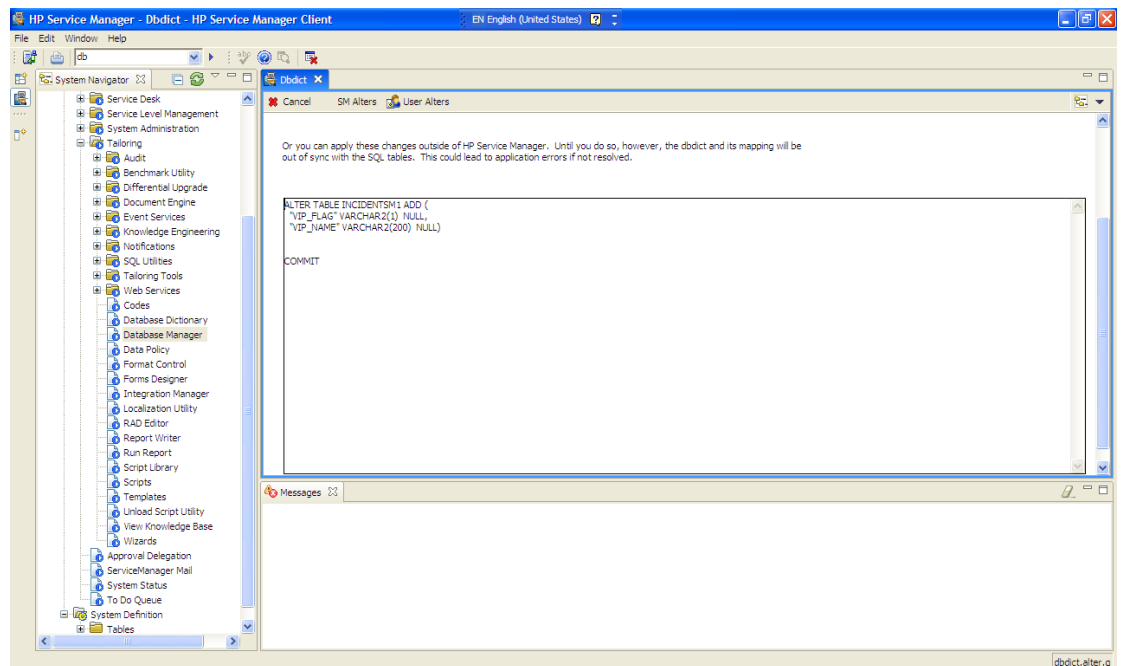 HP Service Manager - Dbdict - HP Service Manager Client
EN English (United States)
File Edit Window Help
db
System Navigator
Service Desk
Service Level Management
System Administration
Tailoring
Audit
Benchmark Utility
Differential Upgrade
Document Engine
Event Services
Knowledge Engineering
Notifications
SQL Utilities
Tailoring Tools
Web Services
Codes
Database Dictionary
Database Manager
Data Policy
Format Control
Forms Designer
Integration Manager
Localization Utility
RAD Editor
Report Writer
Run Report
Script Library
Scripts
Templates
Unload Script Utility
View Knowledge Base
Wizards
Approval Delegation
ServiceManager Mail
System Status
To Do Queue
System Definition
Tables
Dbdict
Cancel SM Alters User Alters
Or you can apply these changes outside of HP Service Manager. Until you do so, however, the dbdict and its mapping will be
out of sync with the SQL tables. This could lead to application errors if not resolved.
ALTER TABLE INCIDENTSM1 ADD (
"VIP_FLAG" VARCHAR2(1) NULL,
"VIP_NAME" VARCHAR2(200) NULL)
COMMIT
Messages
dbdict.alter.g